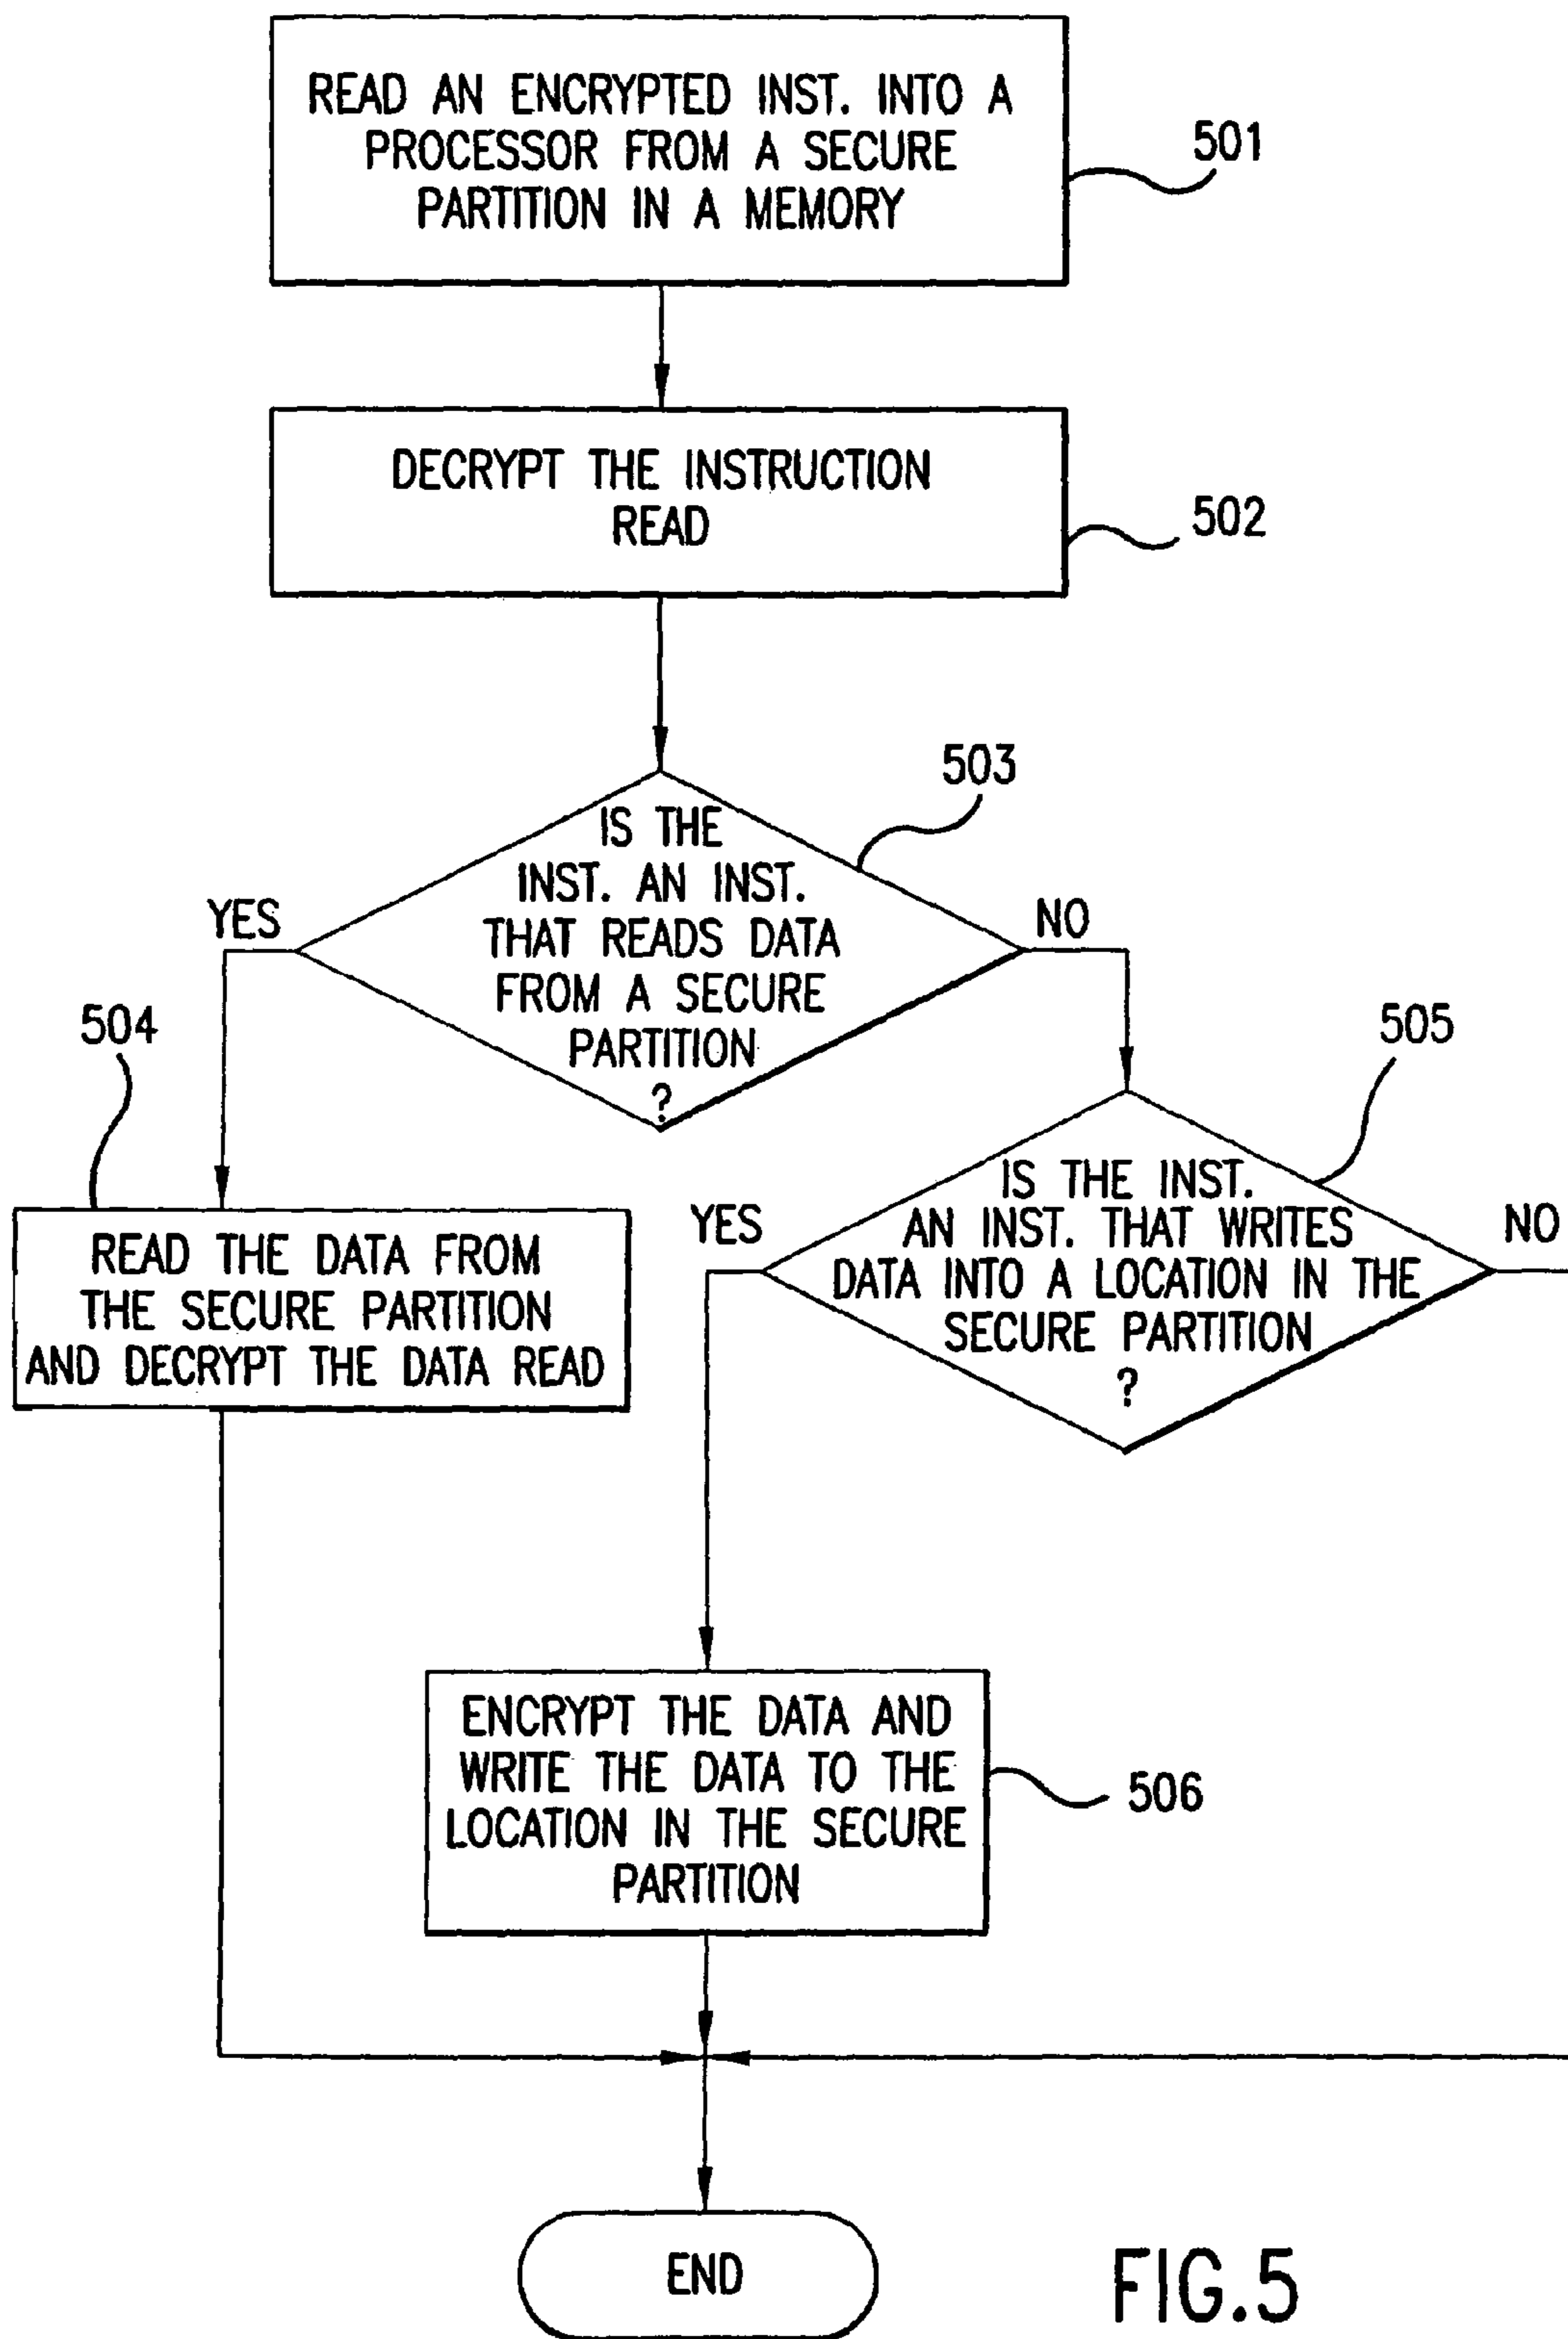 READ AN ENCRYPTED INST. INTO A
PROCESSOR FROM A SECURE
PARTITION IN A MEMORY
501
DECRYPT THE INSTRUCTION
READ
502
503
IS THE
INST. AN INST.
THAT READS DATA
FROM A SECURE
PARTITION
?
YES
NO
504
READ THE DATA FROM
THE SECURE PARTITION
AND DECRYPT THE DATA READ
505
IS THE INST.
AN INST. THAT WRITES
DATA INTO A LOCATION IN THE
SECURE PARTITION
?
YES
NO
ENCRYPT THE DATA AND
WRITE THE DATA TO THE
LOCATION IN THE SECURE
PARTITION
506
END
FIG.5